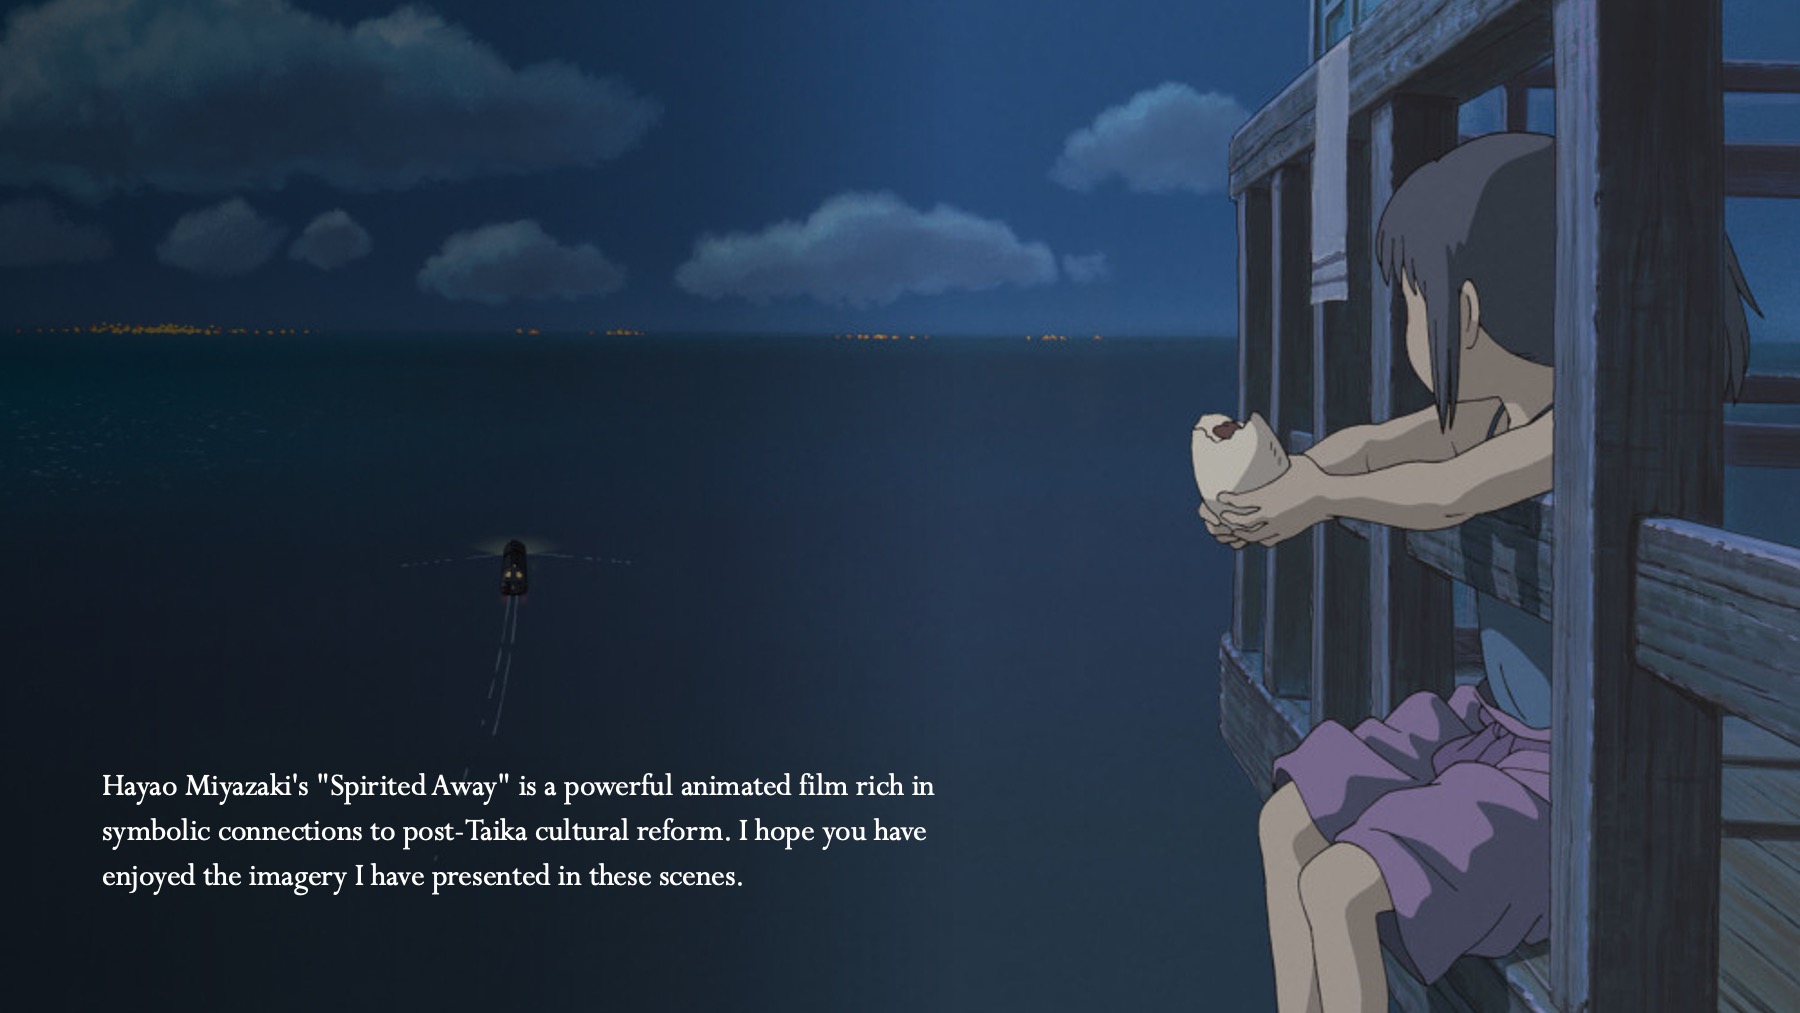 Hayao Miyazaki's "Spirited Away" is a powerful animated film rich in
symbolic connections to post-Taika cultural reform. I hope you have
enjoyed the imagery I have presented in these scenes.